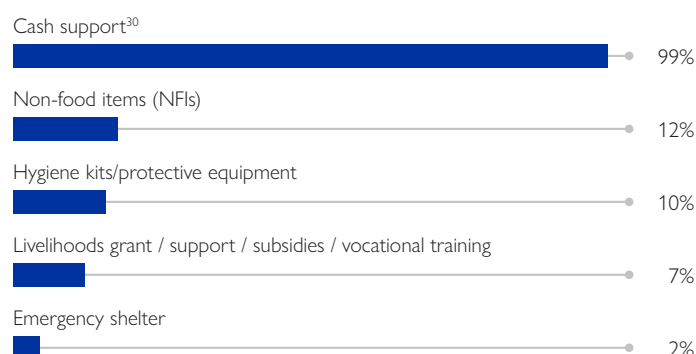 Cash support³⁰
99%
Non-food items (NFIs)
12%
Hygiene kits/protective equipment
10%
Livelihoods grant / support / subsidies / vocational training
7%
Emergency shelter
2%